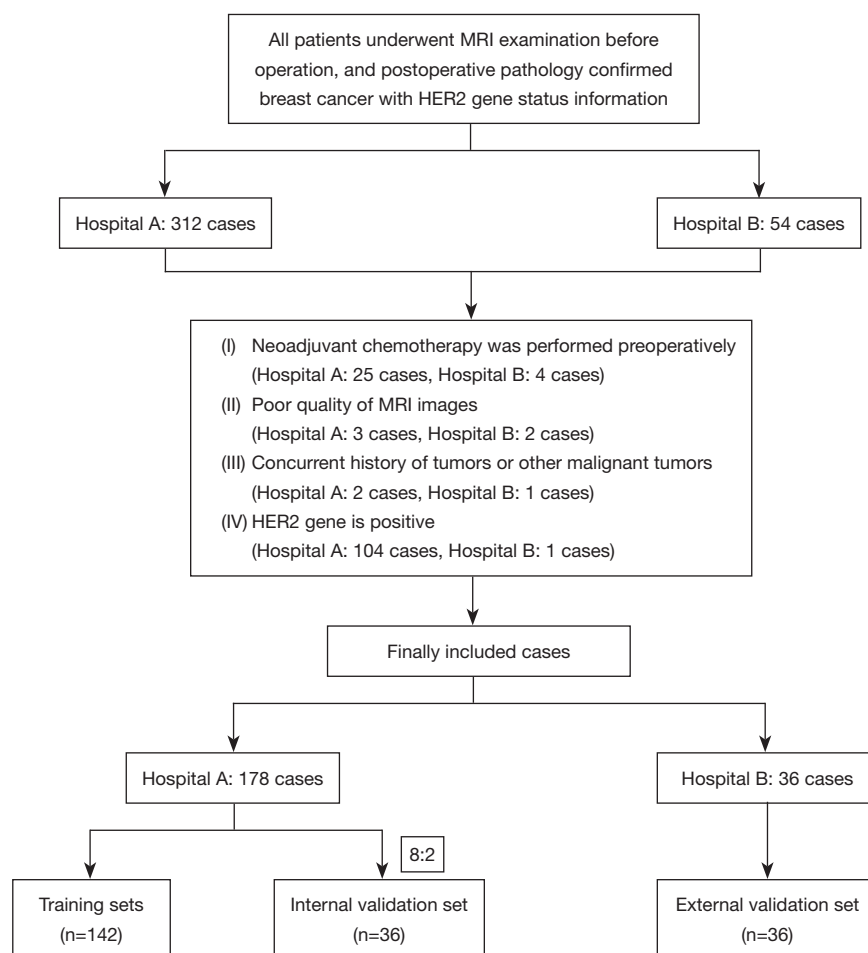 All patients underwent MRI examination before
operation, and postoperative pathology confirmed
breast cancer with HER2 gene status information
Hospital A: 312 cases
Hospital B: 54 cases
(I) Neoadjuvant chemotherapy was performed preoperatively
(Hospital A: 25 cases, Hospital B: 4 cases)
(II) Poor quality of MRI images
(Hospital A: 3 cases, Hospital B: 2 cases)
(III) Concurrent history of tumors or other malignant tumors
(Hospital A: 2 cases, Hospital B: 1 cases)
(IV) HER2 gene is positive
(Hospital A: 104 cases, Hospital B: 1 cases)
Finally included cases
Hospital A: 178 cases
Hospital B: 36 cases
8:2
Training sets
(n=142)
Internal validation set
(n=36)
External validation set
(n=36)